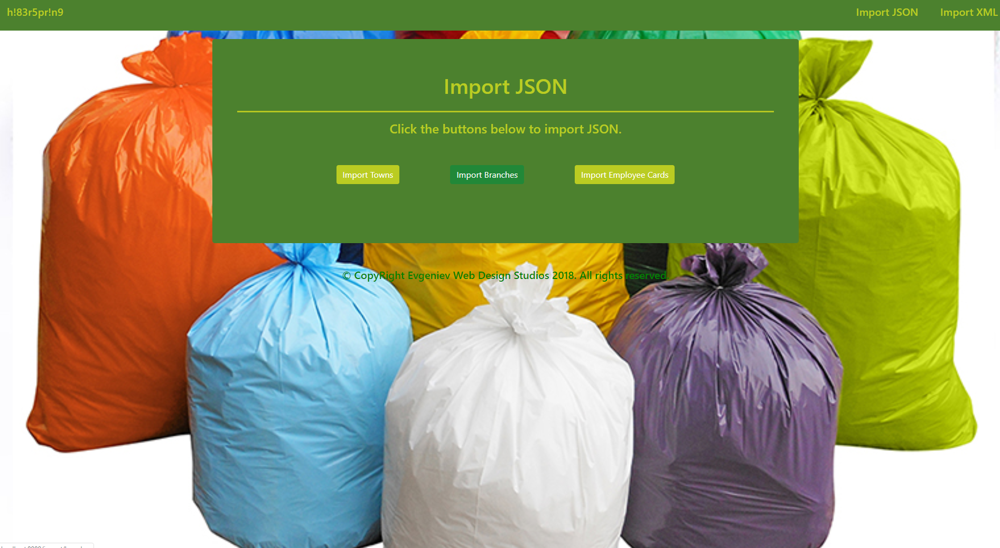 h!83r5pr!n9
Import JSON
Import XML
Import JSON
Click the buttons below to import JSON.
Import Towns
Import Branches
Import Employee Cards
© CopyRight Evgeniev Web Design Studios 2018. All rights reserved